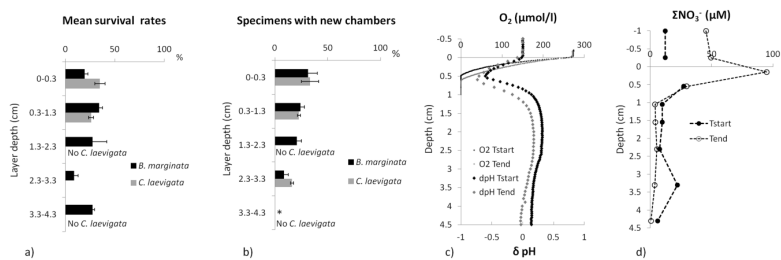 Mean survival rates
0 50 100
%
Layer depth (cm)
0-0.3
0.3-1.3
1.3-2.3
No C. laevigata
2.3-3.3
3.3-4.3
No C. laevigata
B. marginata
C. laevigata
a)
Specimens with new chambers
0 50 100
%
Layer depth (cm)
0-0.3
0.3-1.3
1.3-2.3
No C. laevigata
2.3-3.3
3.3-4.3
*
No C. laevigata
B. marginata
C. laevigata
b)
O2 (µmol/l)
0 100 200 300
Depth (cm)
-1
-0.5
0
0.5
1
1.5
2
2.5
3
3.5
4
4.5
O2 Tstart
O2 Tend
dpH Tstart
dpH Tend
-1 -0.5 0 0.5 1
δ pH
c)
ΣNO3- (µM)
0 50 100
Depth (cm)
-1
-0.5
0
0.5
1
1.5
2
2.5
3
3.5
4
4.5
Tstart
Tend
d)